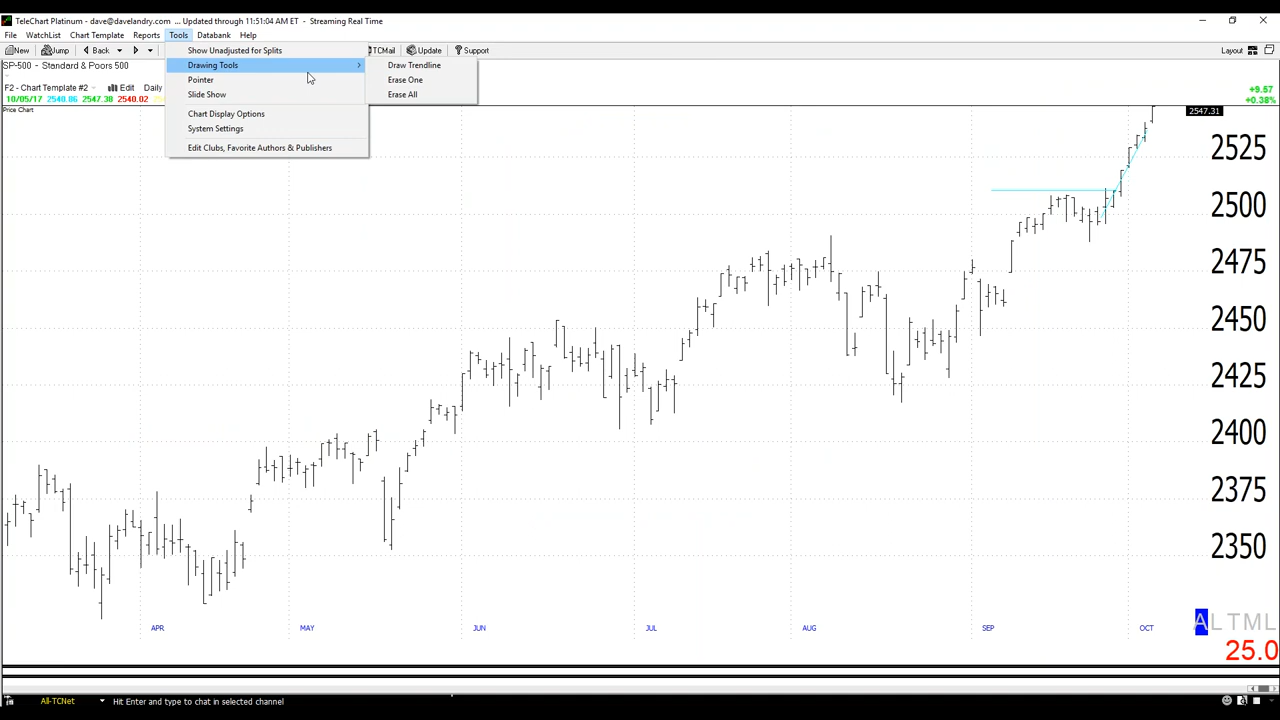 TeleChart Platinum - dave@davelandry.com ... Updated through 11:51:04 AM ET - Streaming Real Time
File WatchList Chart Template Reports Tools Databank Help
New Jump Back TCMail Update Support Layout
Show Unadjusted for Splits
Drawing Tools
Pointer
Slide Show
Chart Display Options
System Settings
Edit Clubs, Favorite Authors & Publishers
Draw Trendline
Erase One
Erase All
SP-500 - Standard & Poors 500
F2 - Chart Template #2 Edit Daily
10/05/17 2540.86 2547.38 2540.02
+9.57
+0.38%
Price Chart
2547.31
2525
2500
2475
2450
2425
2400
2375
2350
APR MAY JUN JUL AUG SEP OCT
ALTML
25.0
All-TCNet Hit Enter and type to chat in selected channel